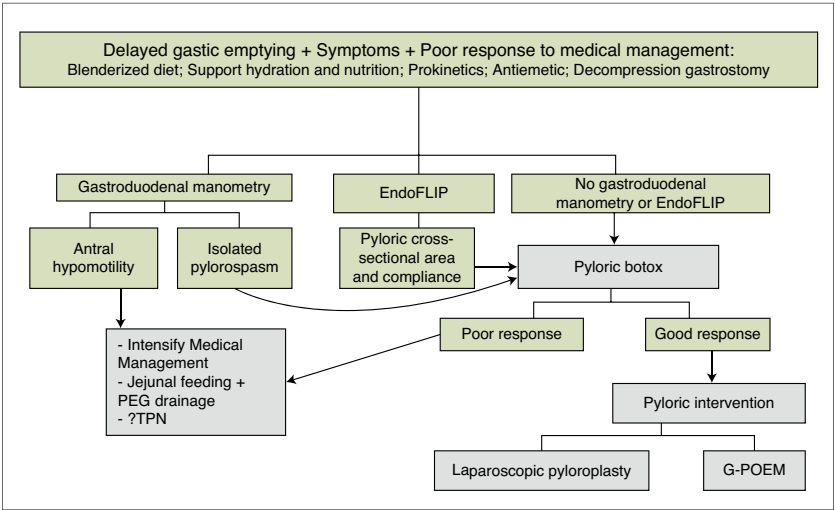 Delayed gastic emptying + Symptoms + Poor response to medical management:
Blenderized diet; Support hydration and nutrition; Prokinetics; Antiemetic; Decompression gastrostomy
Gastroduodenal manometry
EndoFLIP
No gastroduodenal
manometry or EndoFLIP
Antral
hypomotility
Isolated
pylorospasm
Pyloric cross-
sectional area
and compliance
Pyloric botox
- Intensify Medical
Management
- Jejunal feeding +
PEG drainage
- ?TPN
Poor response
Good response
Pyloric intervention
Laparoscopic pyloroplasty
G-POEM